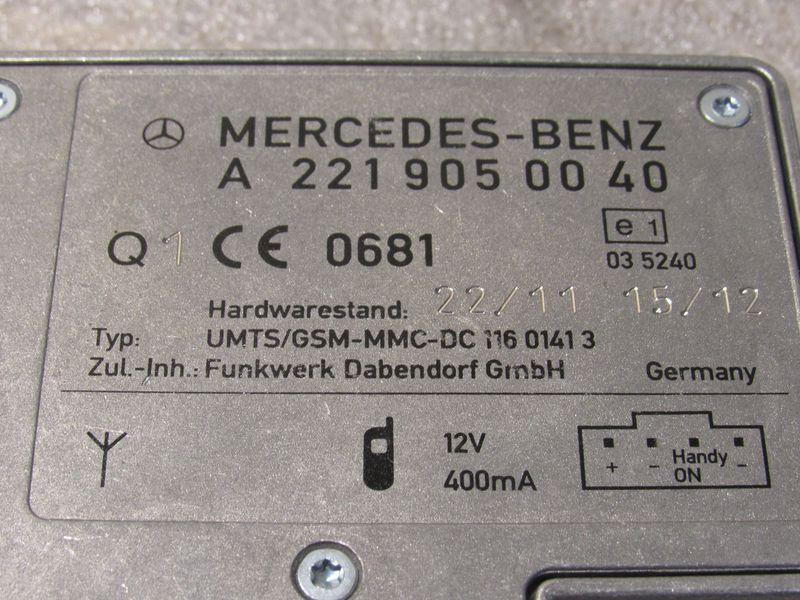 MERCEDES-BENZ
A 221 905 00 40
Q 1 CE 0681
e 1
03 5240
Hardwarestand: 22/11 15/12
Typ: UMTS/GSM-MMC-DC 116 0141 3
Zul.-Inh.: Funkwerk Dabendorf GmbH Germany
12V
400mA
+ - Handy -
ON